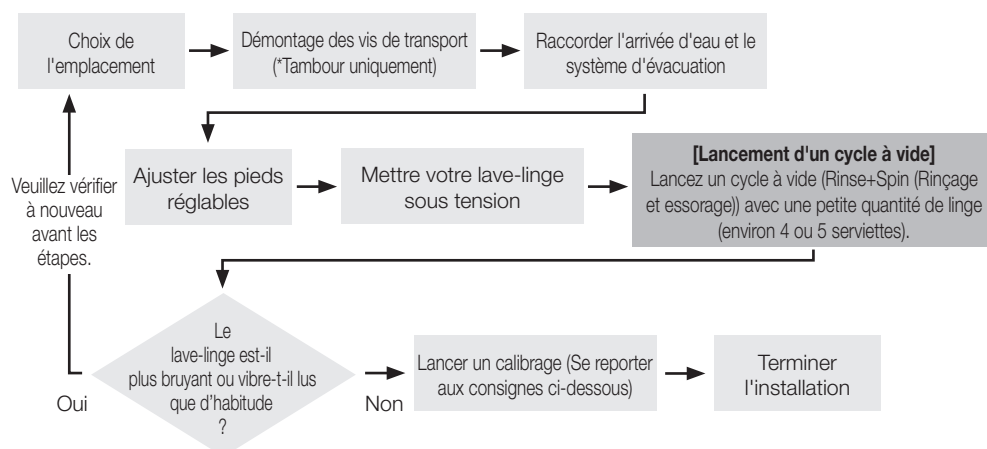 Choix de
l'emplacement
Démontage des vis de transport
(*Tambour uniquement)
Raccorder l'arrivée d'eau et le
système d'évacuation
Ajuster les pieds
réglables
Mettre votre lave-linge
sous tension
[Lancement d'un cycle à vide]
Lancez un cycle à vide (Rinse+Spin (Rinçage
et essorage)) avec une petite quantité de linge
(environ 4 ou 5 serviettes).
Le
lave-linge est-il
plus bruyant ou vibre-t-il lus
que d’habitude
?
Oui
Veuillez vérifier
à nouveau
avant les
étapes.
Non
Lancer un calibrage (Se reporter
aux consignes ci-dessous)
Terminer
l'installation